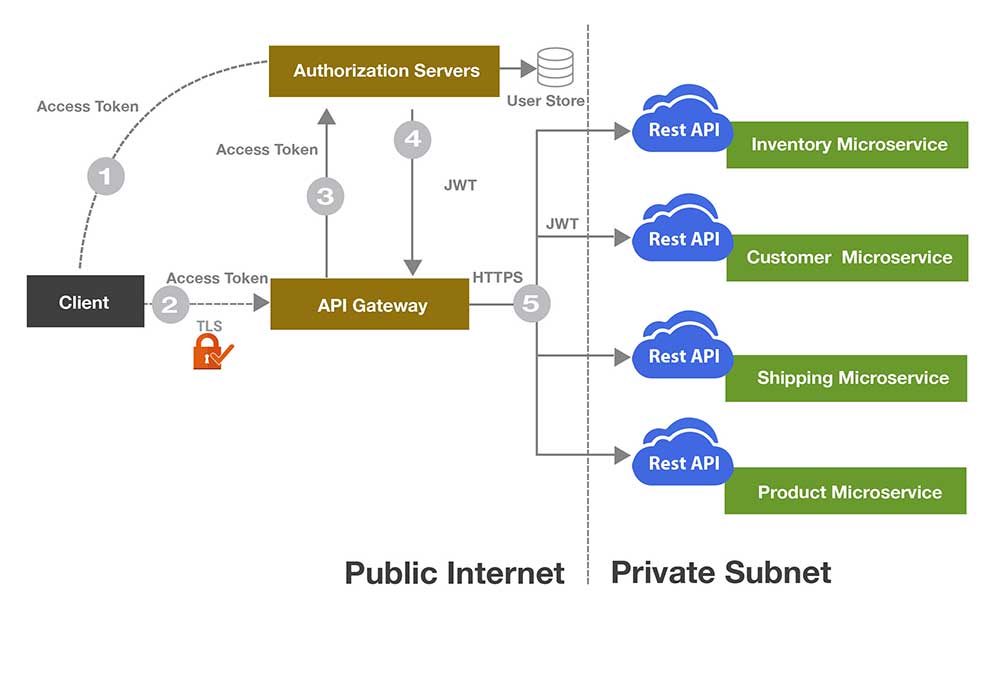 Authorization Servers
User Store
Access Token
1
Access Token
3
4
JWT
Rest API
Inventory Microservice
JWT
Rest API
Customer  Microservice
Client
Access Token
2
TLS
API Gateway
HTTPS
5
Rest API
Shipping Microservice
Rest API
Product Microservice
Public Internet
Private Subnet